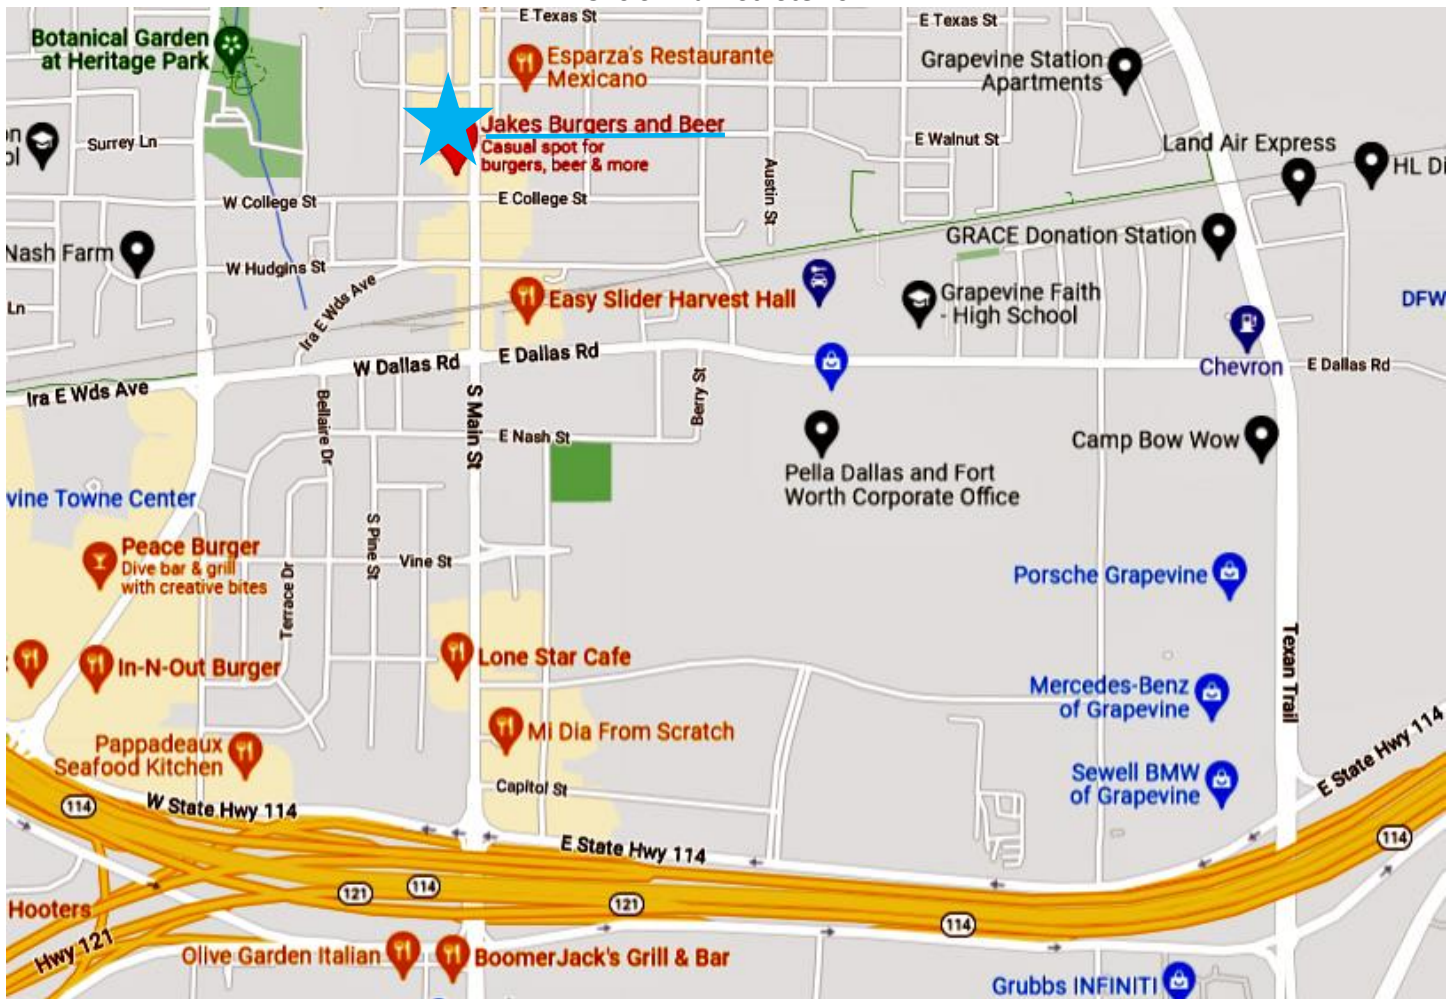 E Texas St
E Texas St
Botanical Garden
at Heritage Park
Esparza's Restaurante
Mexicano
Grapevine Station
Apartments
Jakes Burgers and Beer
Casual spot for
burgers, beer & more
Surrey Ln
E Walnut St
Land Air Express
HL Di
Austin St
W College St
E College St
Nash Farm
GRACE Donation Station
W Hudgins St
Ira E Wds Ave
Easy Slider Harvest Hall
Grapevine Faith
- High School
DFW
Ln
W Dallas Rd
E Dallas Rd
Chevron
E Dallas Rd
Ira E Wds Ave
Bellaire Dr
S Main St
Berry St
E Nash St
Camp Bow Wow
Pella Dallas and Fort
Worth Corporate Office
vine Towne Center
S Pine St
Peace Burger
Dive bar & grill
with creative bites
Vine St
Terrace Dr
Porsche Grapevine
Texan Trail
In-N-Out Burger
Lone Star Cafe
Mercedes-Benz
of Grapevine
Mi Dia From Scratch
Pappadeaux
Seafood Kitchen
Sewell BMW
of Grapevine
E State Hwy 114
Capitol St
114
W State Hwy 114
E State Hwy 114
114
121
114
121
114
Hooters
Hwy 121
Olive Garden Italian
BoomerJack's Grill & Bar
Grubbs INFINITI